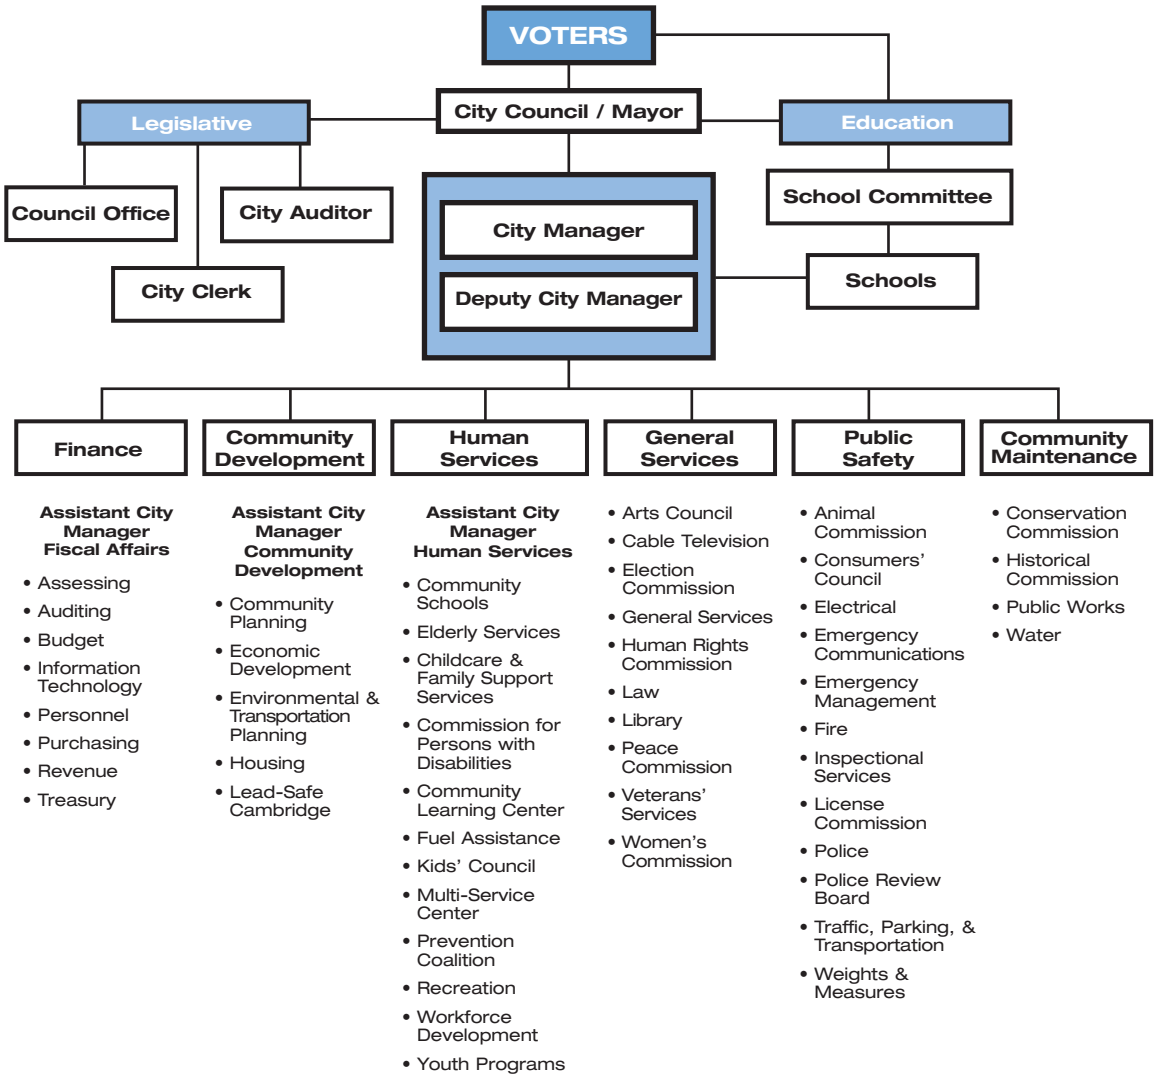 VOTERS
City Council / Mayor
Legislative
Education
Council Office
City Auditor
City Clerk
City Manager
Deputy City Manager
School Committee
Schools
Finance
Assistant City
Manager
Fiscal Affairs
• Assessing
• Auditing
• Budget
• Information
Technology
• Personnel
• Purchasing
• Revenue
• Treasury
Community
Development
Assistant City
Manager
Community
Development
• Community
Planning
• Economic
Development
• Environmental &
Transportation
Planning
• Housing
• Lead-Safe
Cambridge
Human
Services
Assistant City
Manager
Human Services
• Community
Schools
• Elderly Services
• Childcare &
Family Support
Services
• Commission for
Persons with
Disabilities
• Community
Learning Center
• Fuel Assistance
• Kids’ Council
• Multi-Service
Center
• Prevention
Coalition
• Recreation
• Workforce
Development
• Youth Programs
General
Services
• Arts Council
• Cable Television
• Election
Commission
• General Services
• Human Rights
Commission
• Law
• Library
• Peace
Commission
• Veterans’
Services
• Women’s
Commission
Public
Safety
• Animal
Commission
• Consumers’
Council
• Electrical
• Emergency
Communications
• Emergency
Management
• Fire
• Inspectional
Services
• License
Commission
• Police
• Police Review
Board
• Traffic, Parking, &
Transportation
• Weights &
Measures
Community
Maintenance
• Conservation
Commission
• Historical
Commission
• Public Works
• Water